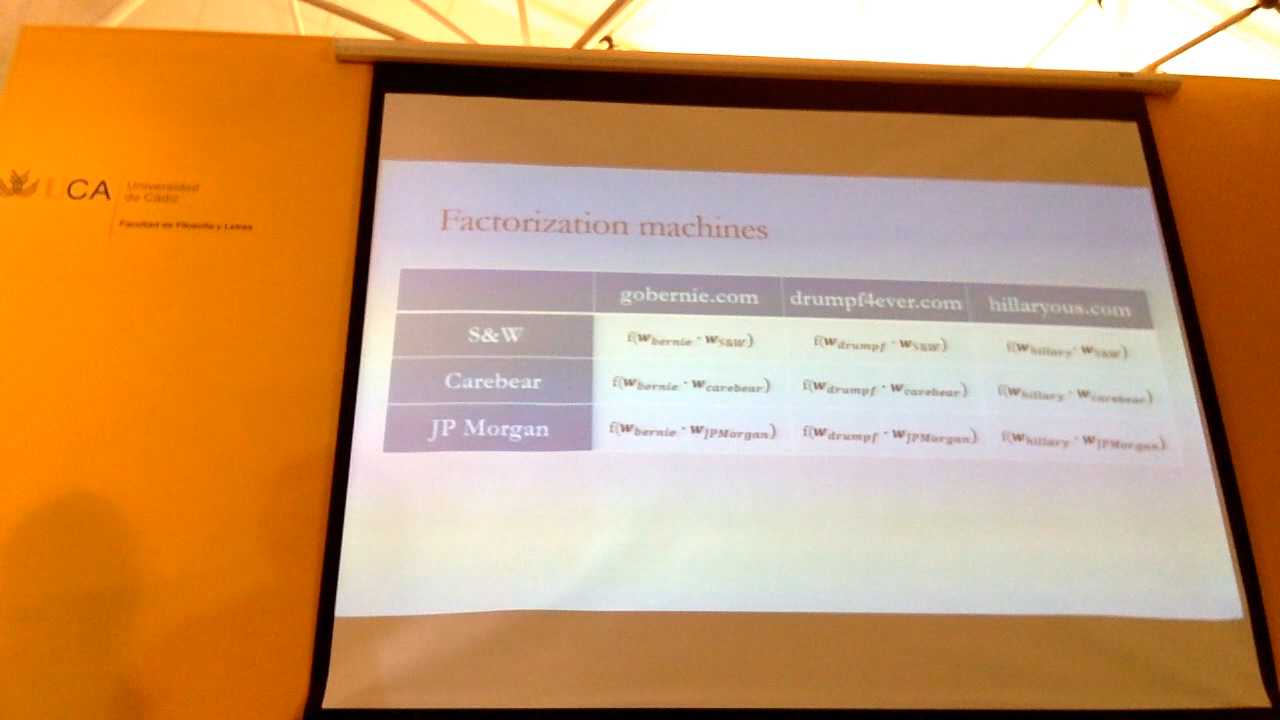 UCA
Universidad
de Cádiz
Facultad de Filosofía y Letras
Factorization machines
gobernie.com drumpf4ever.com hillaryous.com
S&W f(w_bernie · w_S&W) f(w_drumpf · w_S&W) f(w_hillary · w_S&W)
Carebear f(w_bernie · w_carebear) f(w_drumpf · w_carebear) f(w_hillary · w_carebear)
JP Morgan f(w_bernie · w_JPMorgan) f(w_drumpf · w_JPMorgan) f(w_hillary · w_JPMorgan)